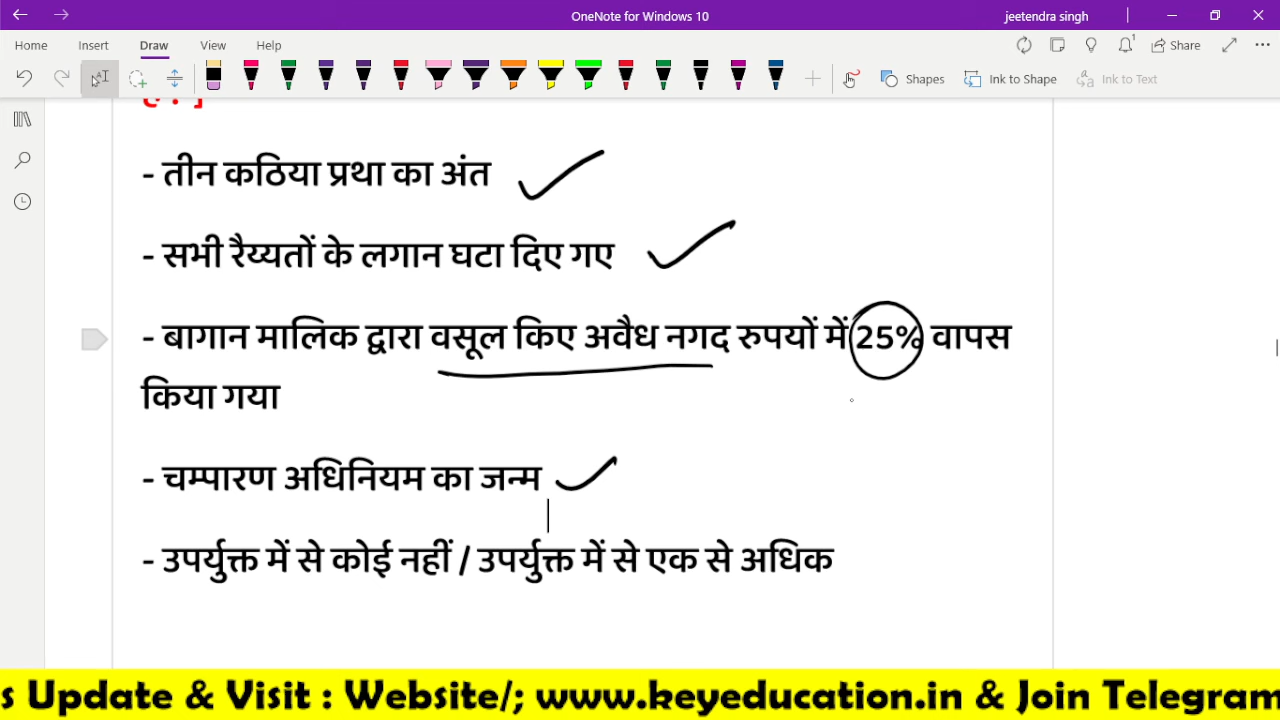 OneNote for Windows 10
jeetendra singh
Home Insert Draw View Help
Share
Shapes Ink to Shape Ink to Text
है ? ]
- तीन कठिया प्रथा का अंत
- सभी रैय्यतों के लगान घटा दिए गए
- बागान मालिक द्वारा वसूल किए अवैध नगद रुपयों में 25% वापस
किया गया
- चम्पारण अधिनियम का जन्म
- उपर्युक्त में से कोई नहीं / उपर्युक्त में से एक से अधिक
s Update & Visit : Website/; www.keyeducation.in & Join Telegram